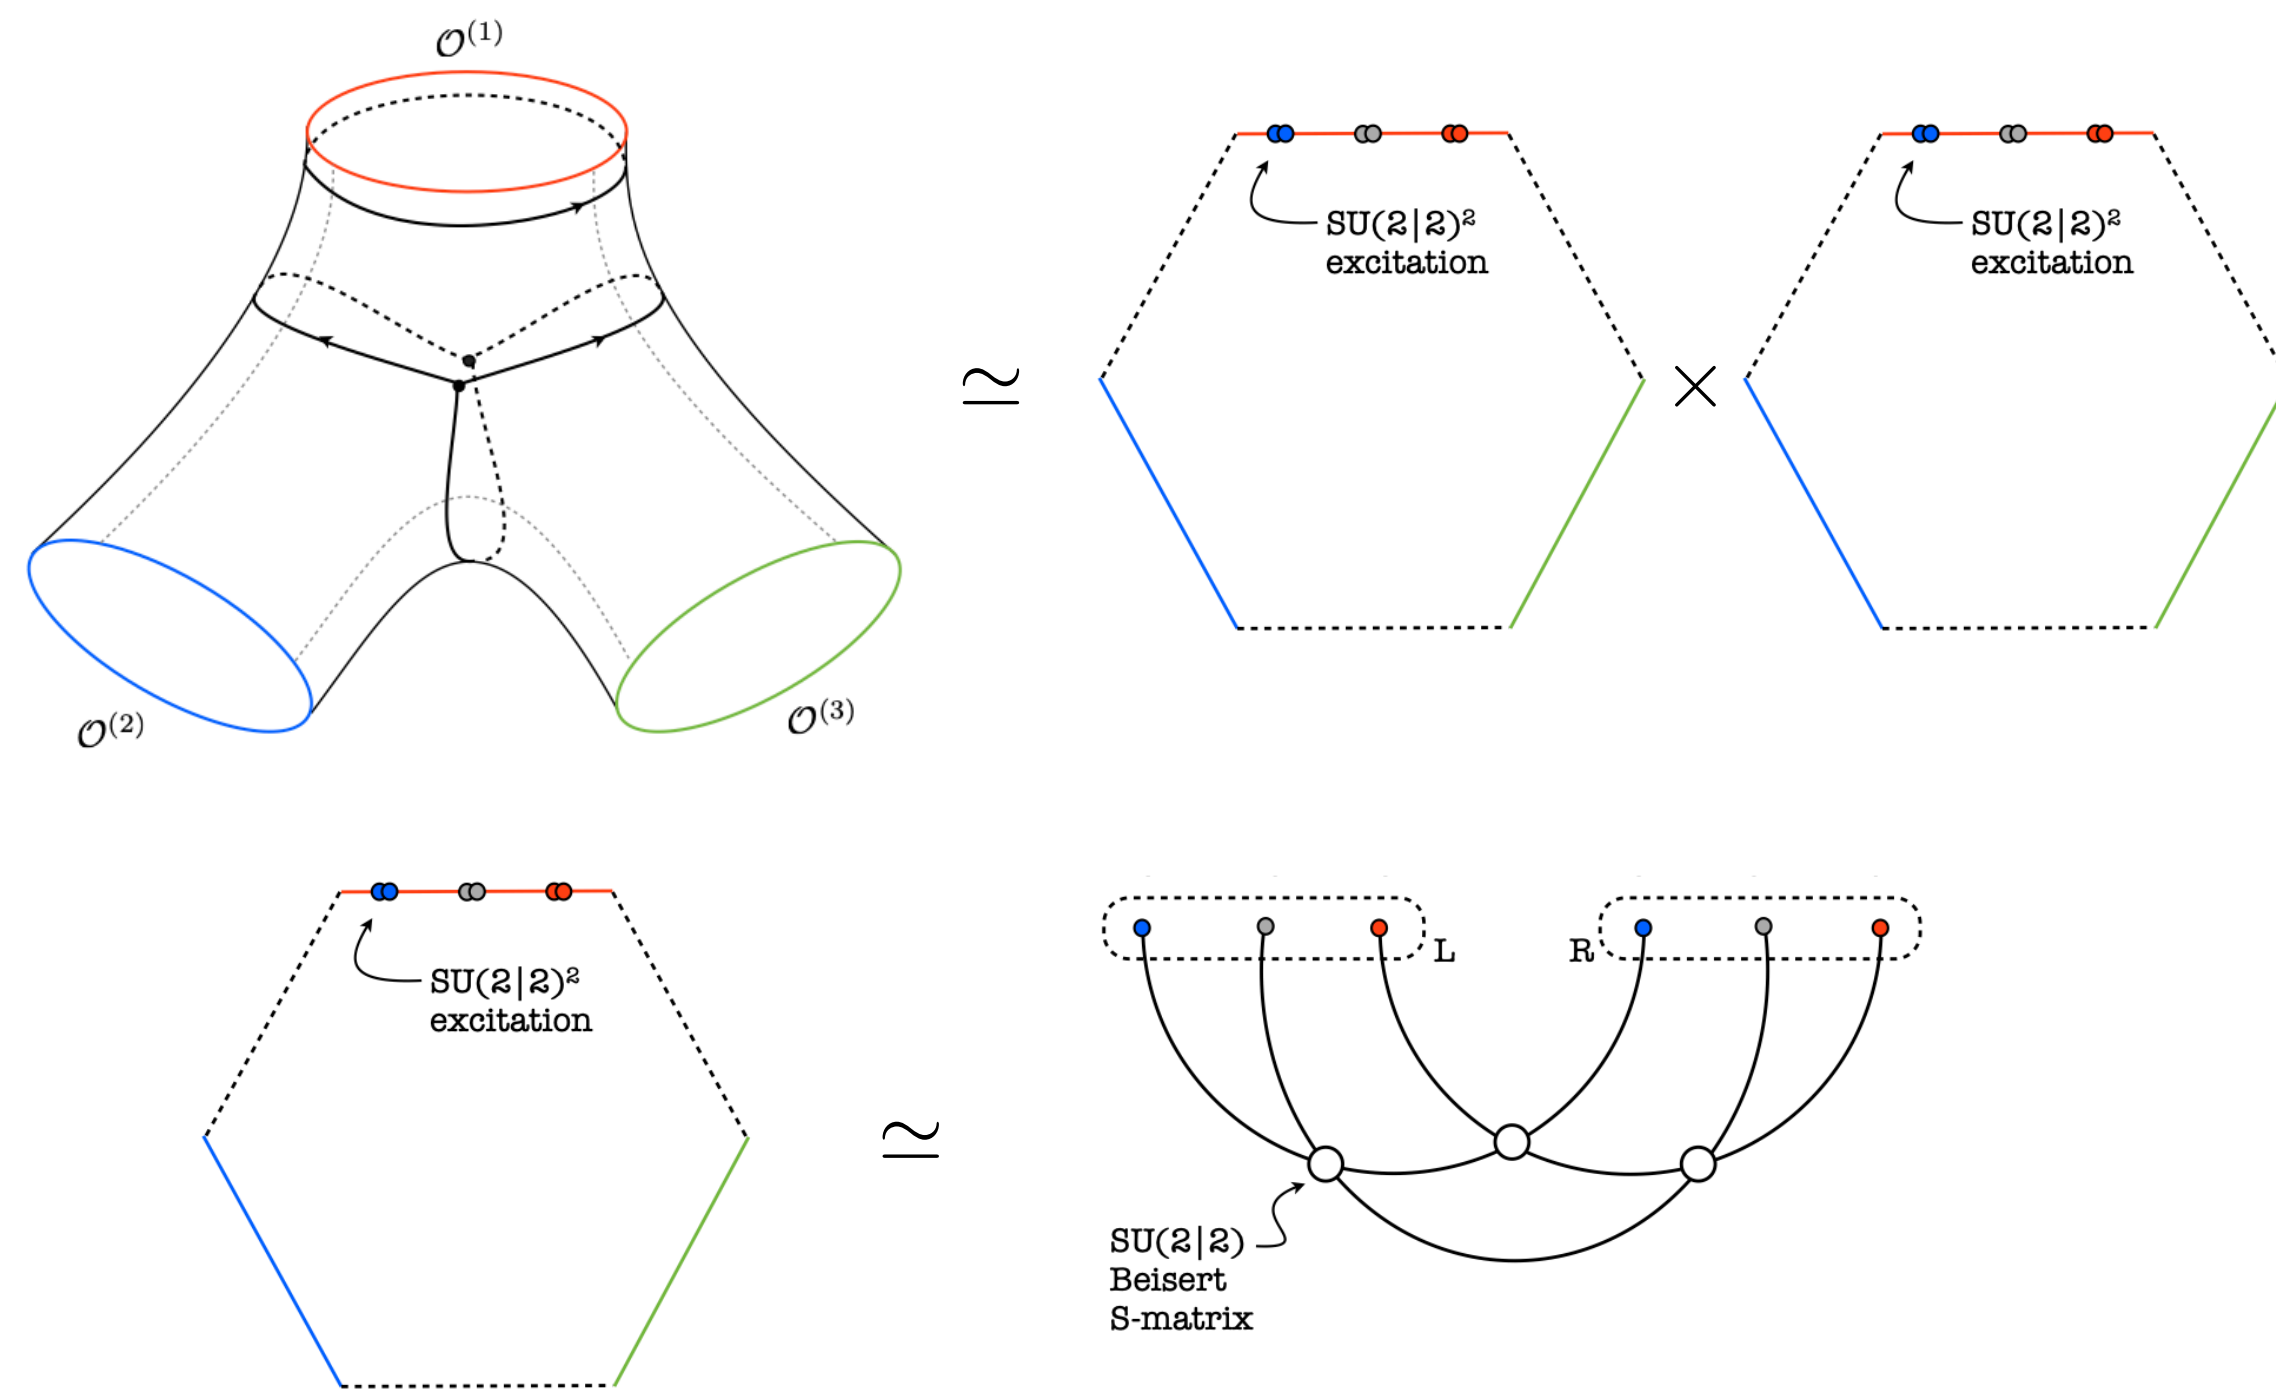 𝒪⁽¹⁾
SU(2|2)²
excitation
SU(2|2)²
excitation
≃
×
𝒪⁽²⁾
𝒪⁽³⁾
SU(2|2)²
excitation
≃
L
R
SU(2|2)
Beisert
S-matrix